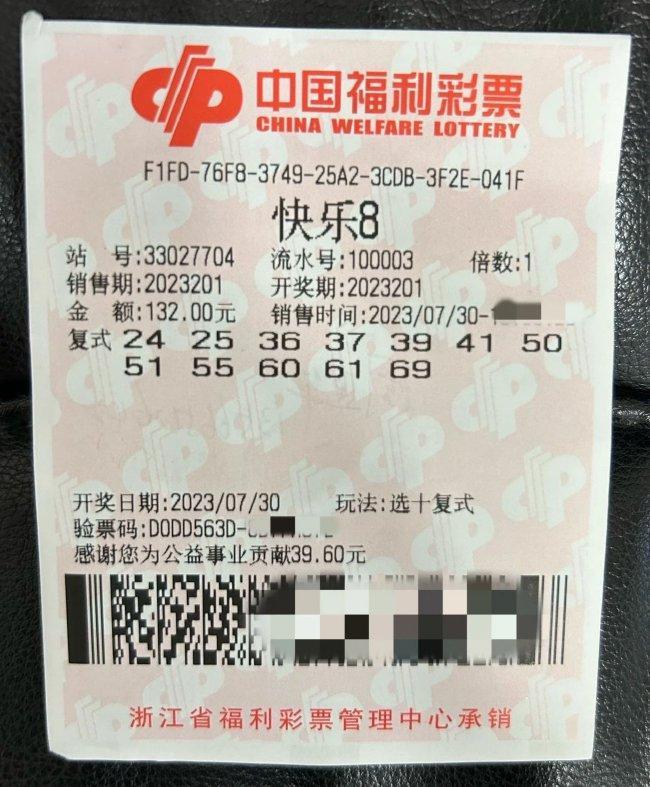 中国福利彩票
CHINA WELFARE LOTTERY
F1FD-76F8-3749-25A2-3CDB-3F2E-041F
快乐8
站 号:33027704 流水号:100003 倍数:1
销售期:2023201 开奖期:2023201
金 额:132.00元 销售时间:2023/07/30-
复式 24 25 36 37 39 41 50
51 55 60 61 69
开奖日期:2023/07/30 玩法:选十复式
验票码:D0DD563D-
感谢您为公益事业贡献39.60元
浙江省福利彩票管理中心承销